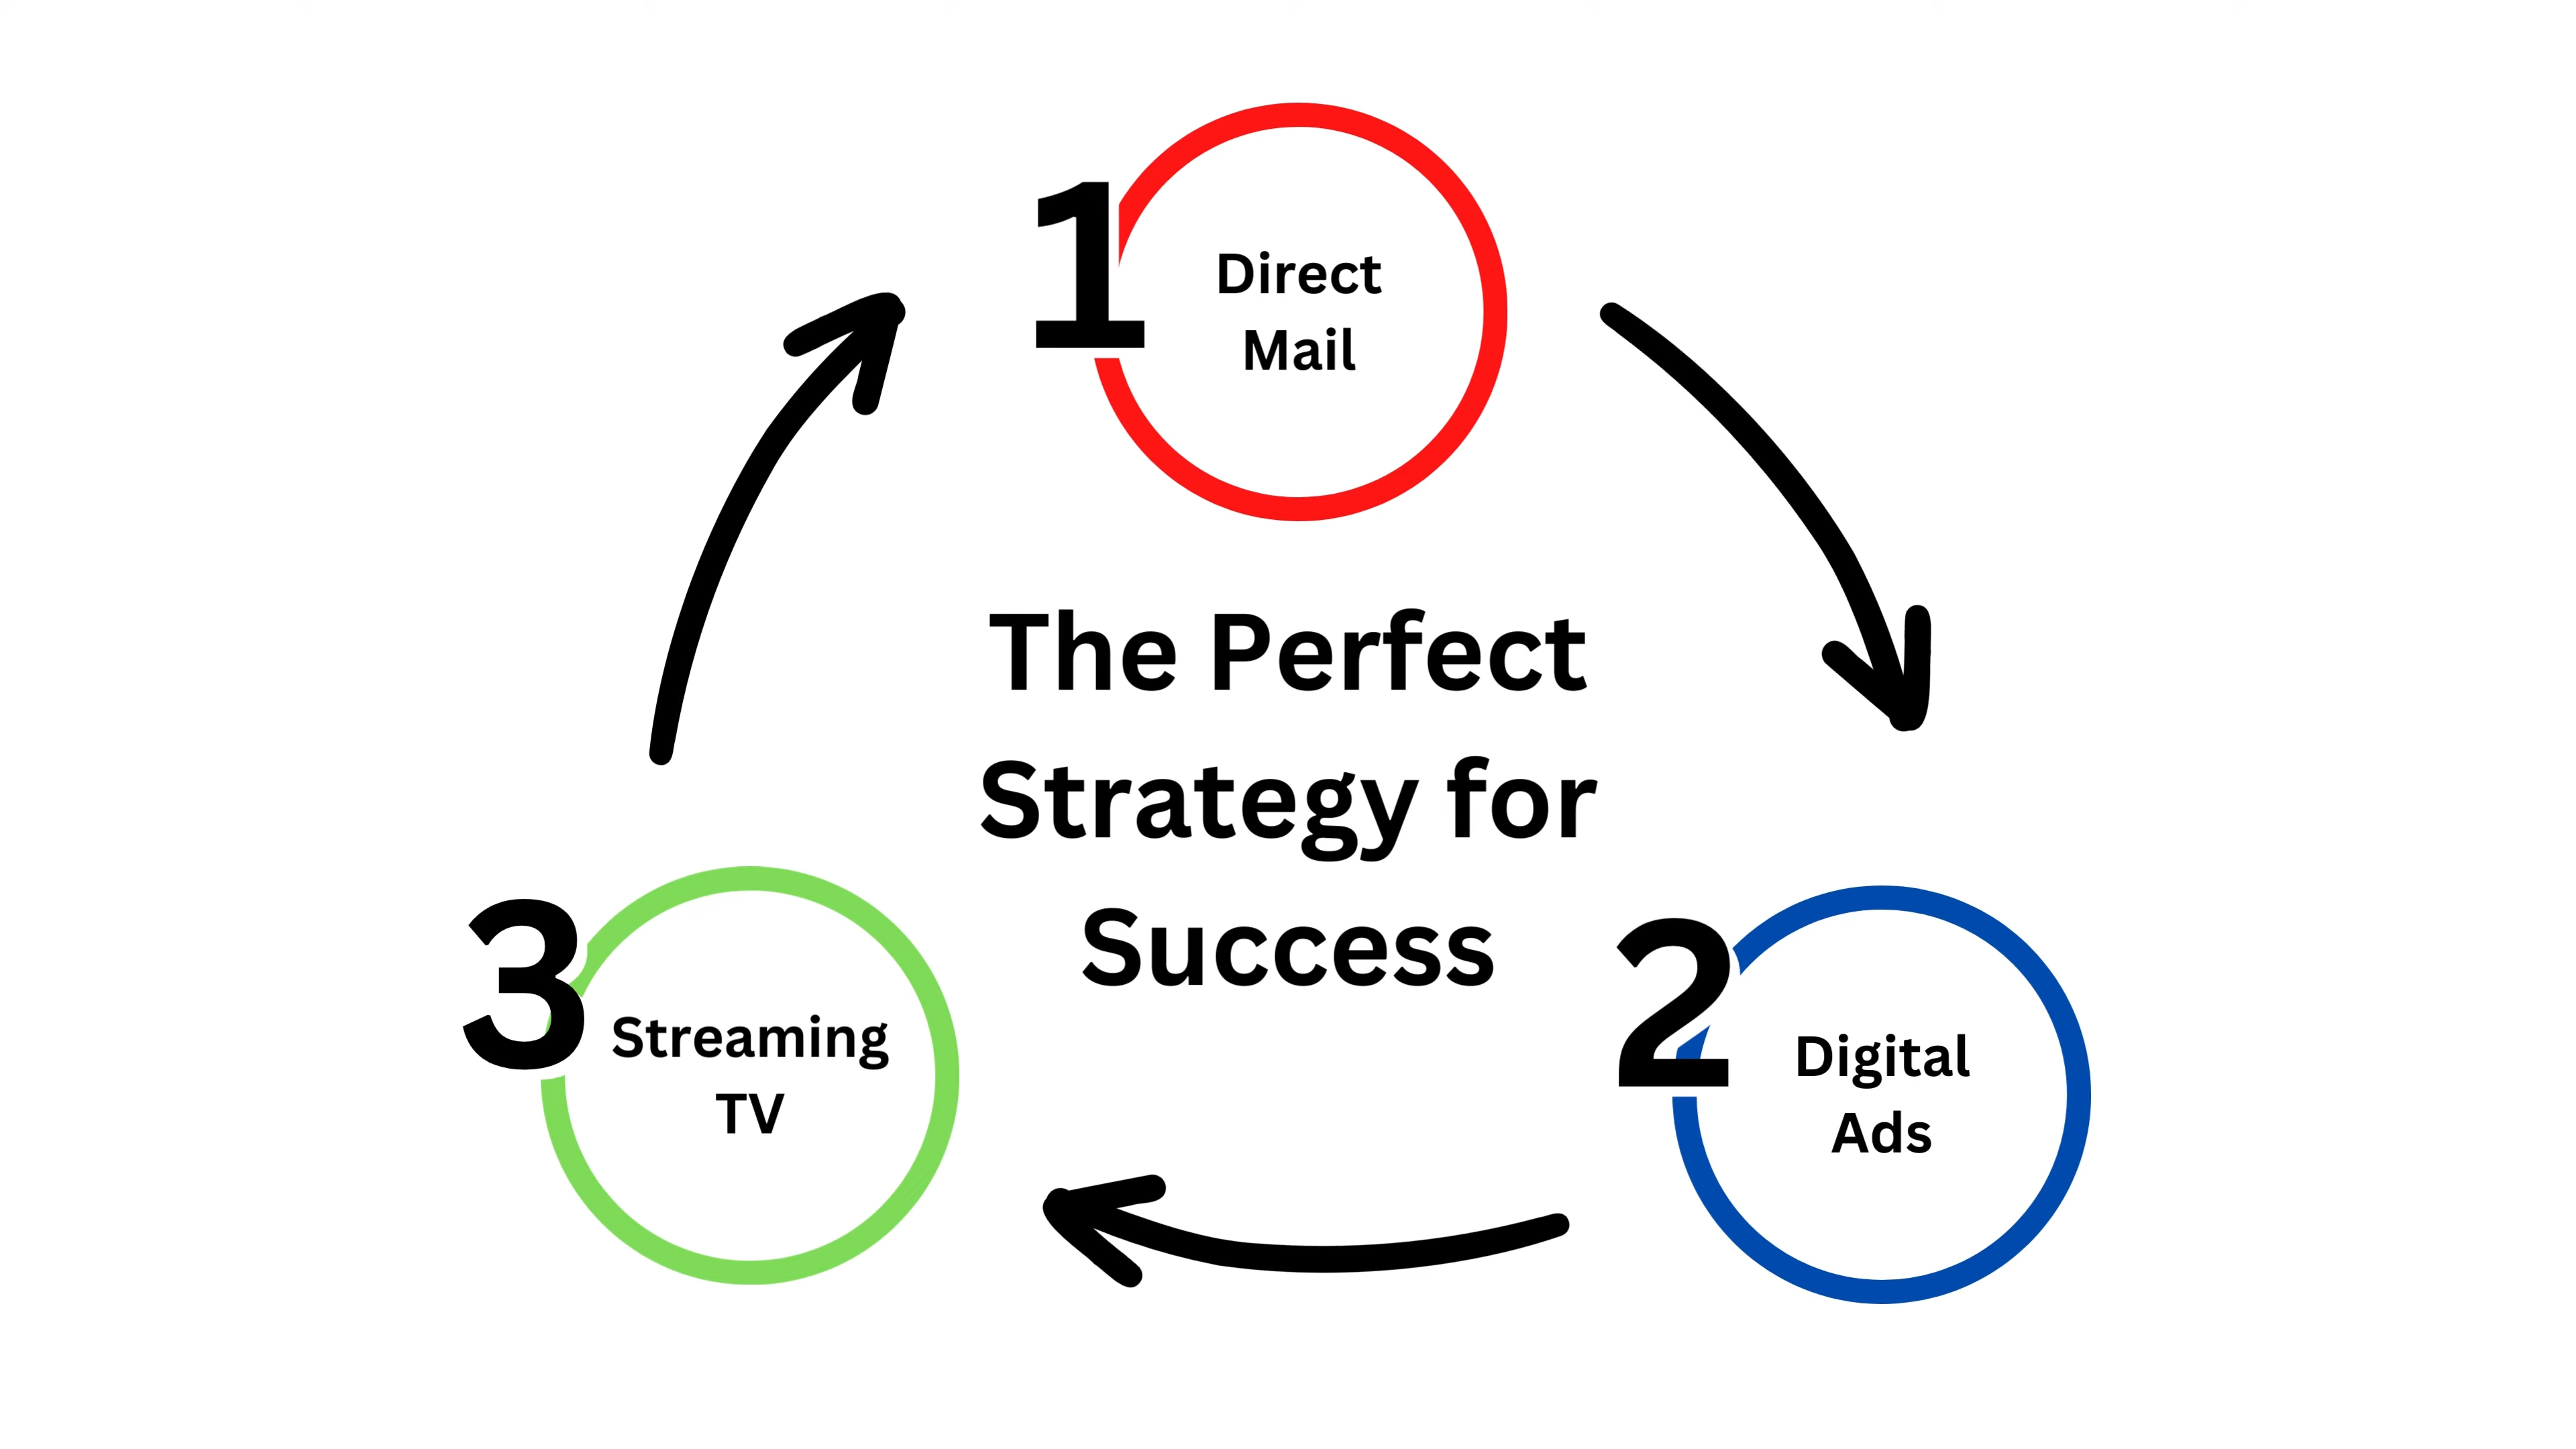 1
Direct
Mail
The Perfect
Strategy for
Success
2
Digital
Ads
3
Streaming
TV